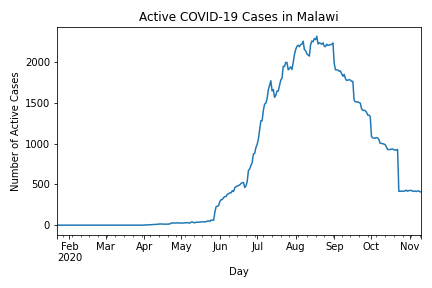 Active COVID-19 Cases in Malawi
Number of Active Cases
2000
1500
1000
500
0
Feb Mar Apr May Jun Jul Aug Sep Oct Nov
2020
Day